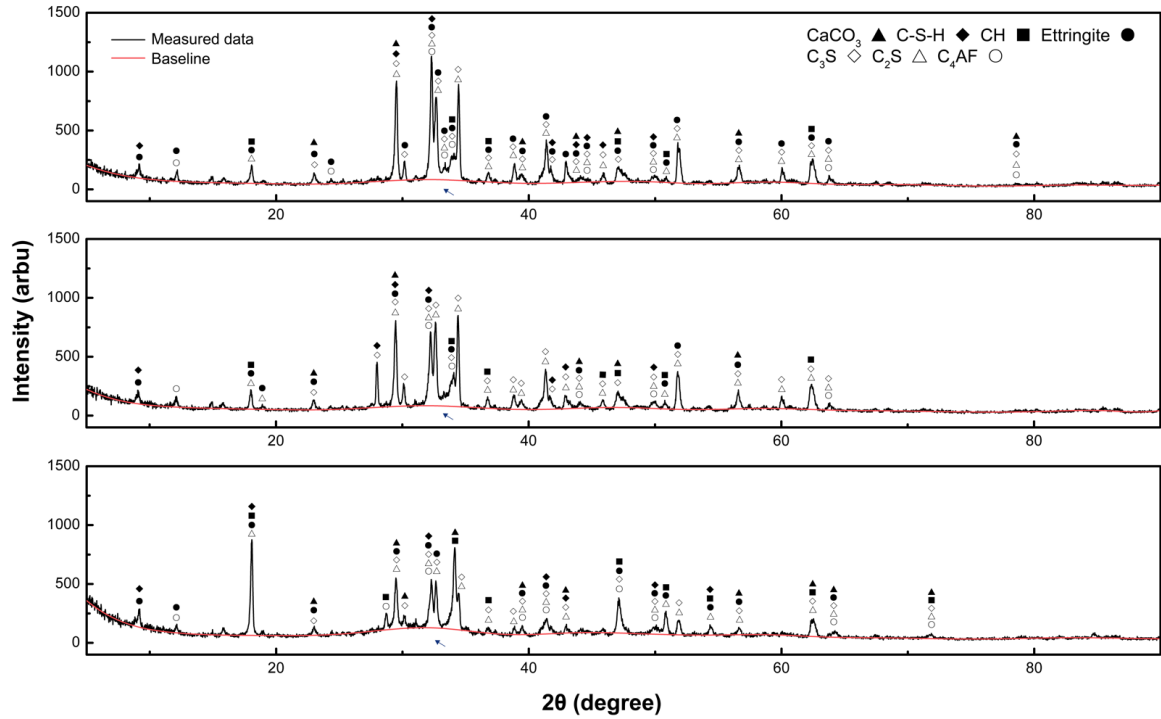 1500
1000
500
0
Measured data
Baseline
CaCO₃ ▲ C-S-H ◆ CH ■ Ettringite ●
C₃S ◇ C₂S △ C₄AF ○
20 40 60 80
1500
1000
500
0
20 40 60 80
1500
1000
500
0
20 40 60 80
Intensity (arbu)
2θ (degree)